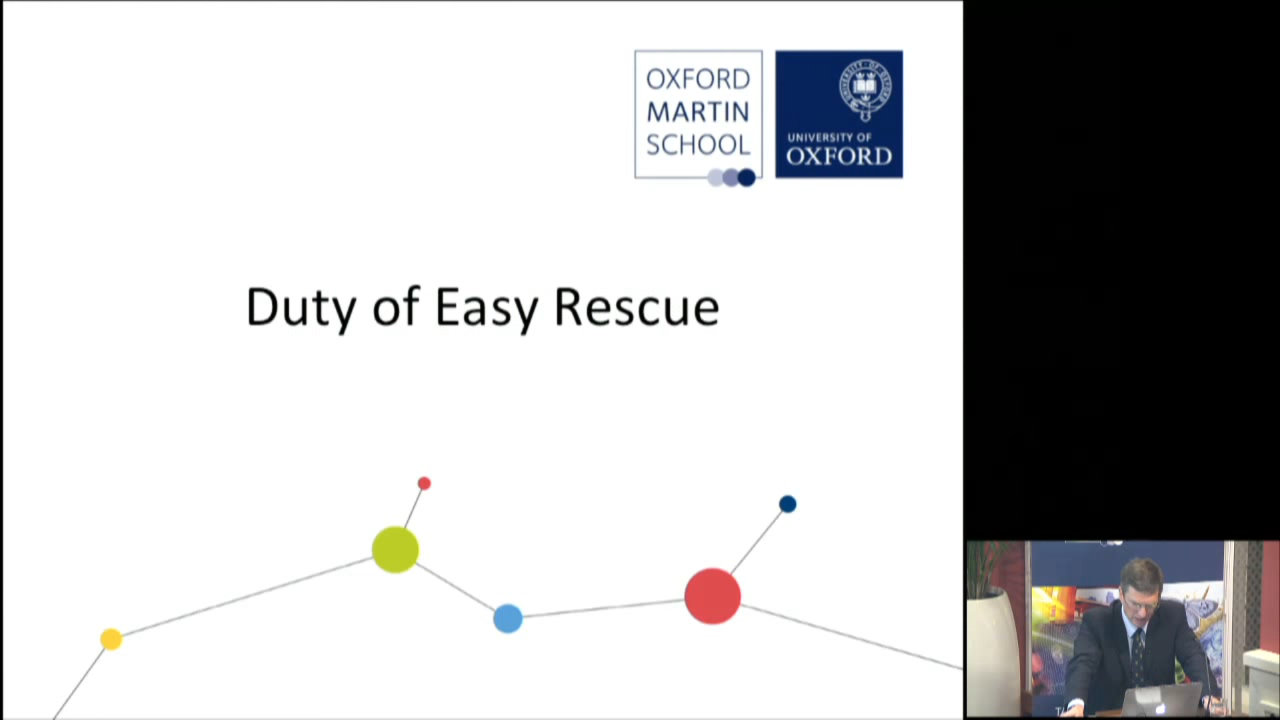 OXFORD
MARTIN
SCHOOL
UNIVERSITY OF
OXFORD
Duty of Easy Rescue